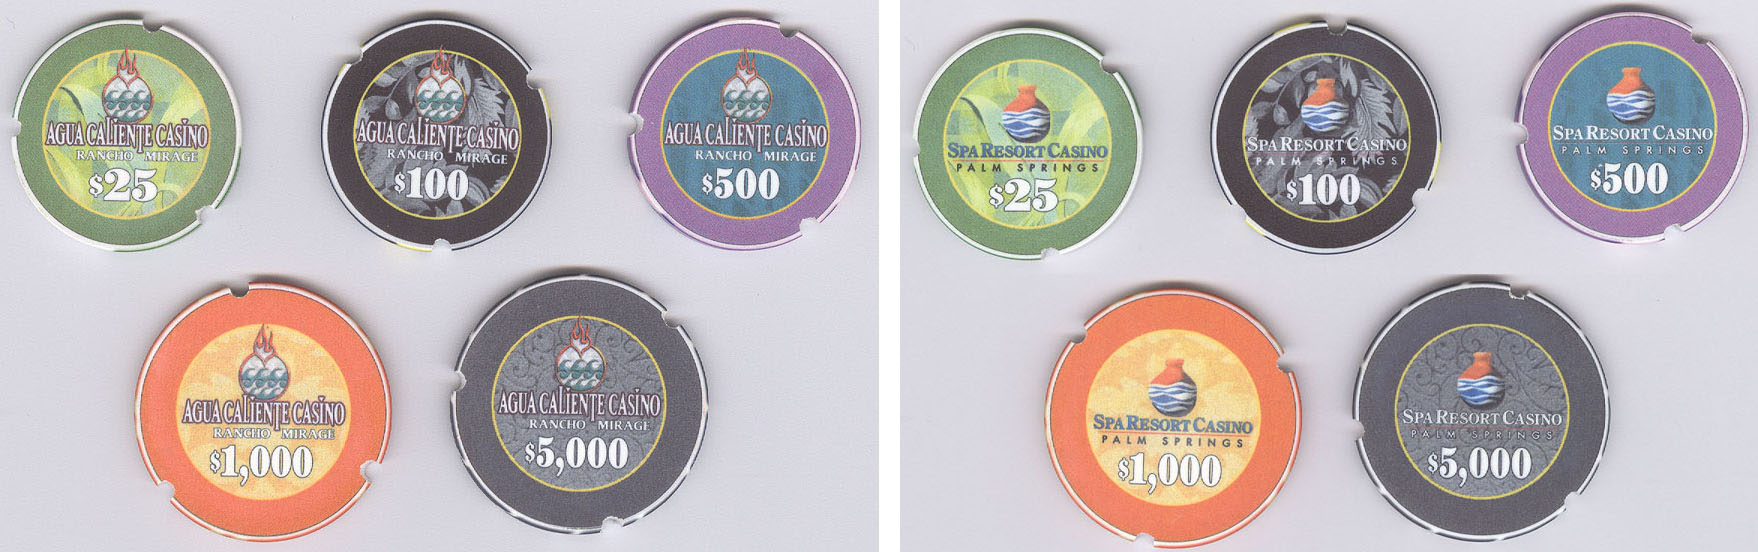 AGUA CALIENTE CASINO
RANCHO MIRAGE
$25
AGUA CALIENTE CASINO
RANCHO MIRAGE
$100
AGUA CALIENTE CASINO
RANCHO MIRAGE
$500
AGUA CALIENTE CASINO
RANCHO MIRAGE
$1,000
AGUA CALIENTE CASINO
RANCHO MIRAGE
$5,000
SPA RESORT CASINO
PALM SPRINGS
$25
SPA RESORT CASINO
PALM SPRINGS
$100
SPA RESORT CASINO
PALM SPRINGS
$500
SPA RESORT CASINO
PALM SPRINGS
$1,000
SPA RESORT CASINO
PALM SPRINGS
$5,000